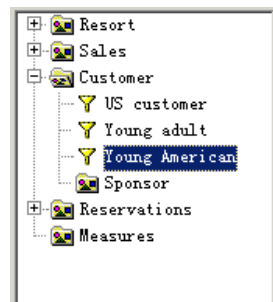 Resort
Sales
Customer
US customer
Young adult
Young American
Sponsor
Reservations
Measures